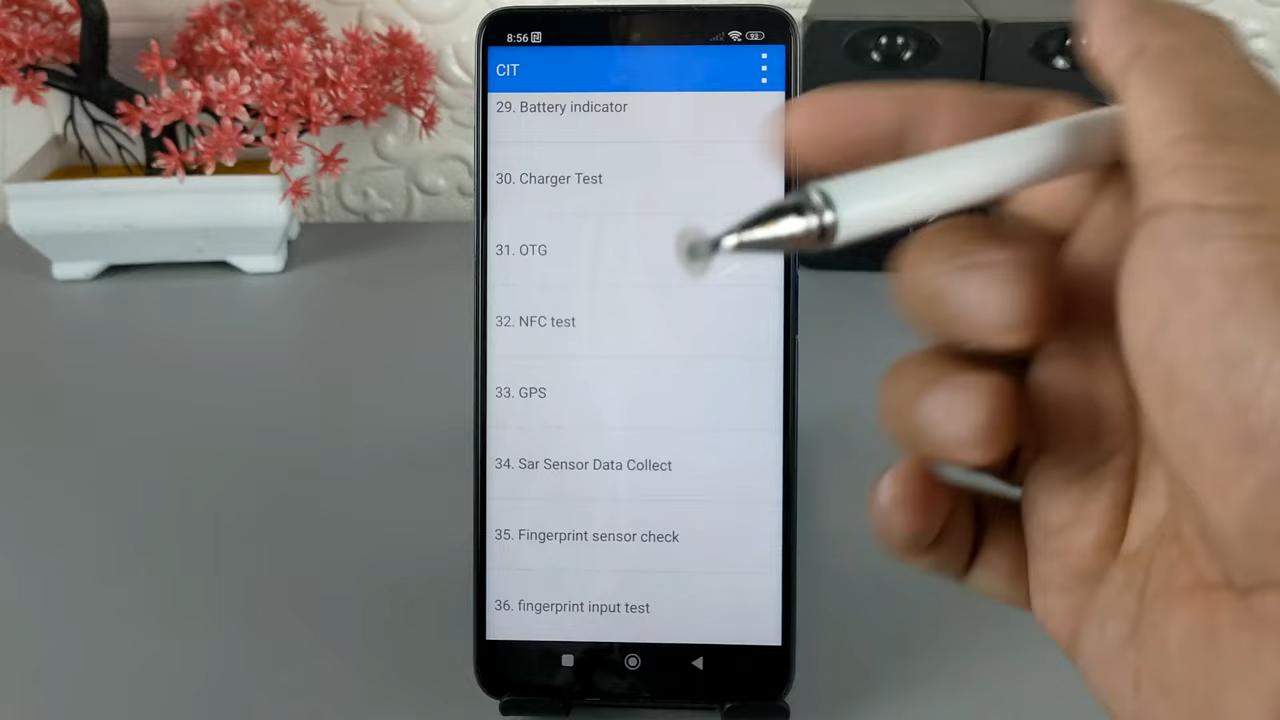 8:56
93
CIT
29. Battery indicator
30. Charger Test
31. OTG
32. NFC test
33. GPS
34. Sar Sensor Data Collect
35. Fingerprint sensor check
36. fingerprint input test